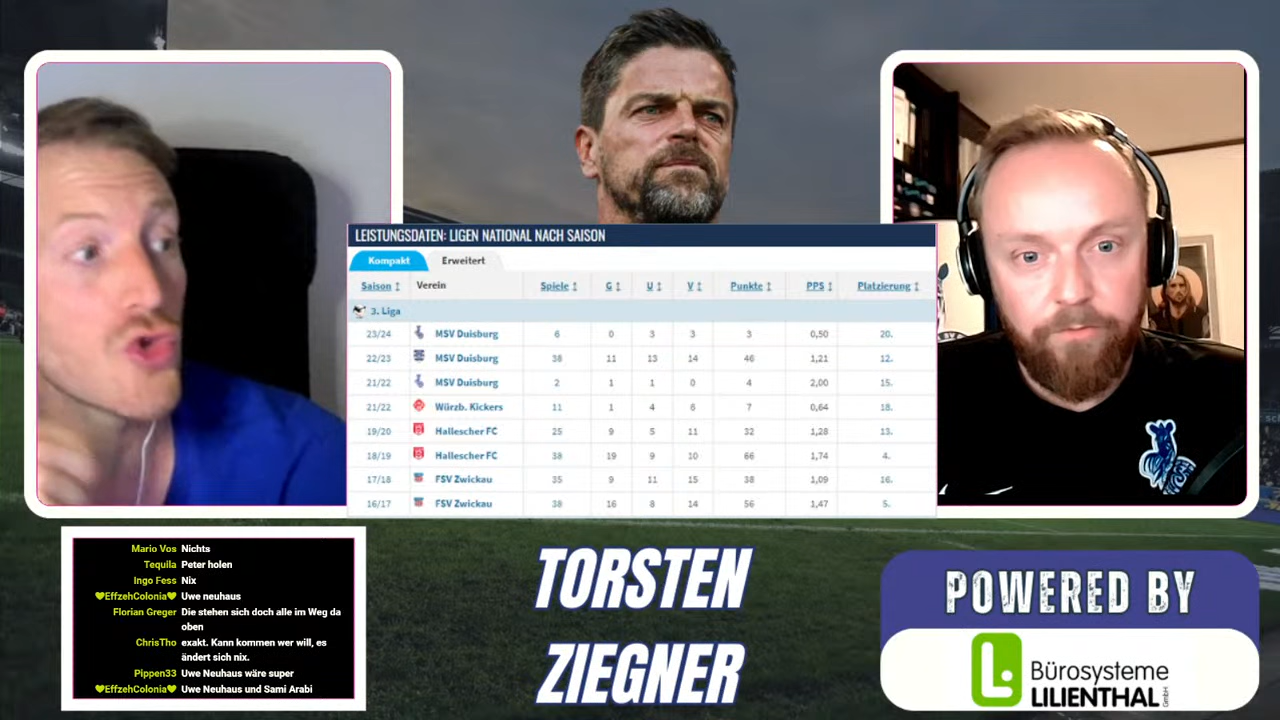 LEISTUNGSDATEN: LIGEN NATIONAL NACH SAISON
Kompakt Erweitert
Saison Verein Spiele G U V Punkte PPS Platzierung
3. Liga
23/24 MSV Duisburg 6 0 3 3 3 0,50 20.
22/23 MSV Duisburg 38 11 13 14 46 1,21 12.
21/22 MSV Duisburg 2 1 1 0 4 2,00 15.
21/22 Würzb. Kickers 11 1 4 6 7 0,64 18.
19/20 Hallescher FC 25 9 5 11 32 1,28 13.
18/19 Hallescher FC 38 19 9 10 66 1,74 4.
17/18 FSV Zwickau 35 9 11 15 38 1,09 16.
16/17 FSV Zwickau 38 16 8 14 56 1,47 5.
Mario Vos Nichts
Tequila Peter holen
Ingo Fess Nix
♥EffzehColonia♥ Uwe neuhaus
Florian Greger Die stehen sich doch alle im Weg da
oben
ChrisTho exakt. Kann kommen wer will, es
ändert sich nix.
Pippen33 Uwe Neuhaus wäre super
♥EffzehColonia♥ Uwe Neuhaus und Sami Arabi
TORSTEN
ZIEGNER
POWERED BY
L.
Bürosysteme
LILIENTHAL GmbH